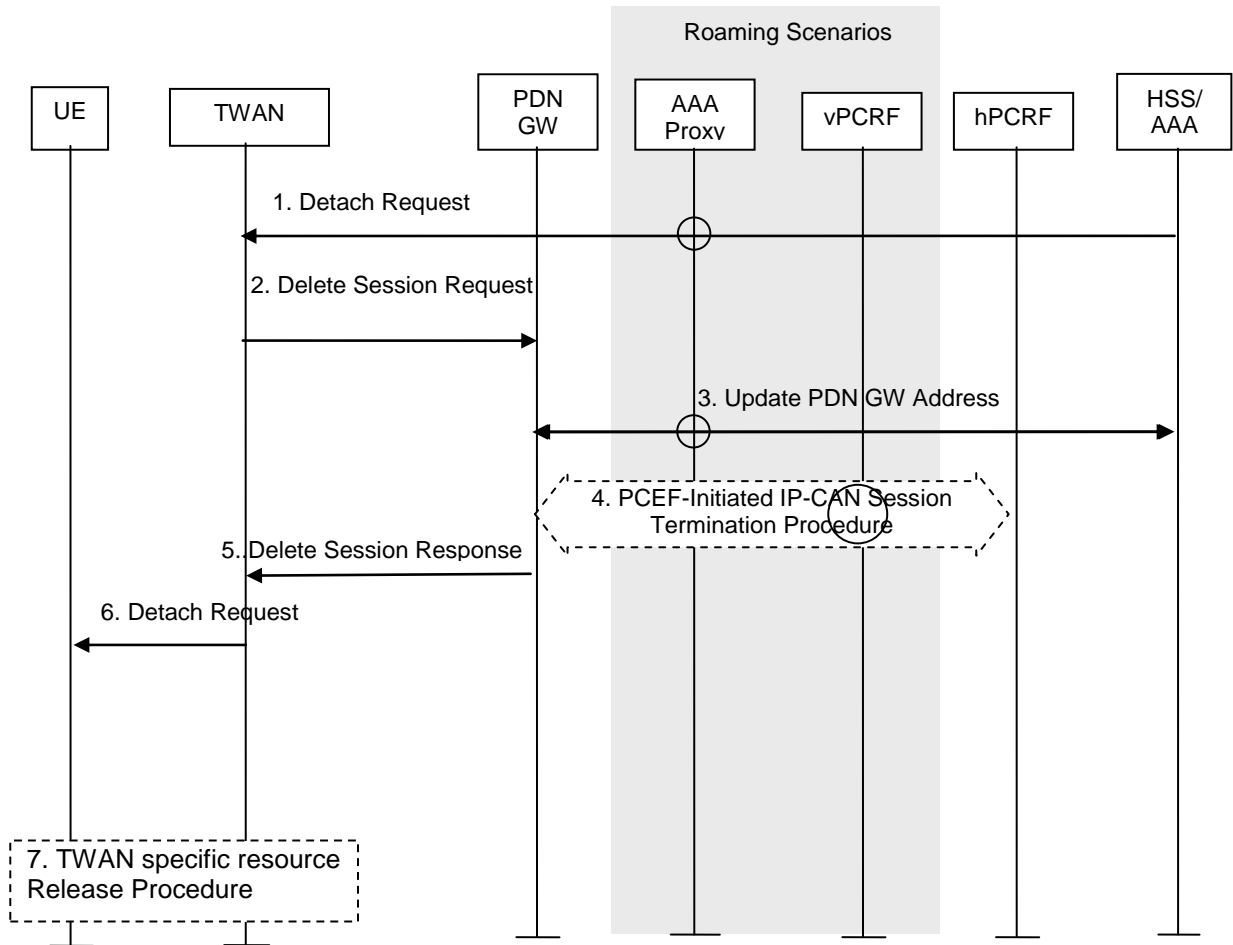 Roaming Scenarios
UE
TWAN
PDN
GW
AAA
Proxy
vPCRF
hPCRF
HSS/
AAA
1. Detach Request
2. Delete Session Request
3. Update PDN GW Address
4. PCEF-Initiated IP-CAN Session
Termination Procedure
5..Delete Session Response
6. Detach Request
7. TWAN specific resource
Release Procedure